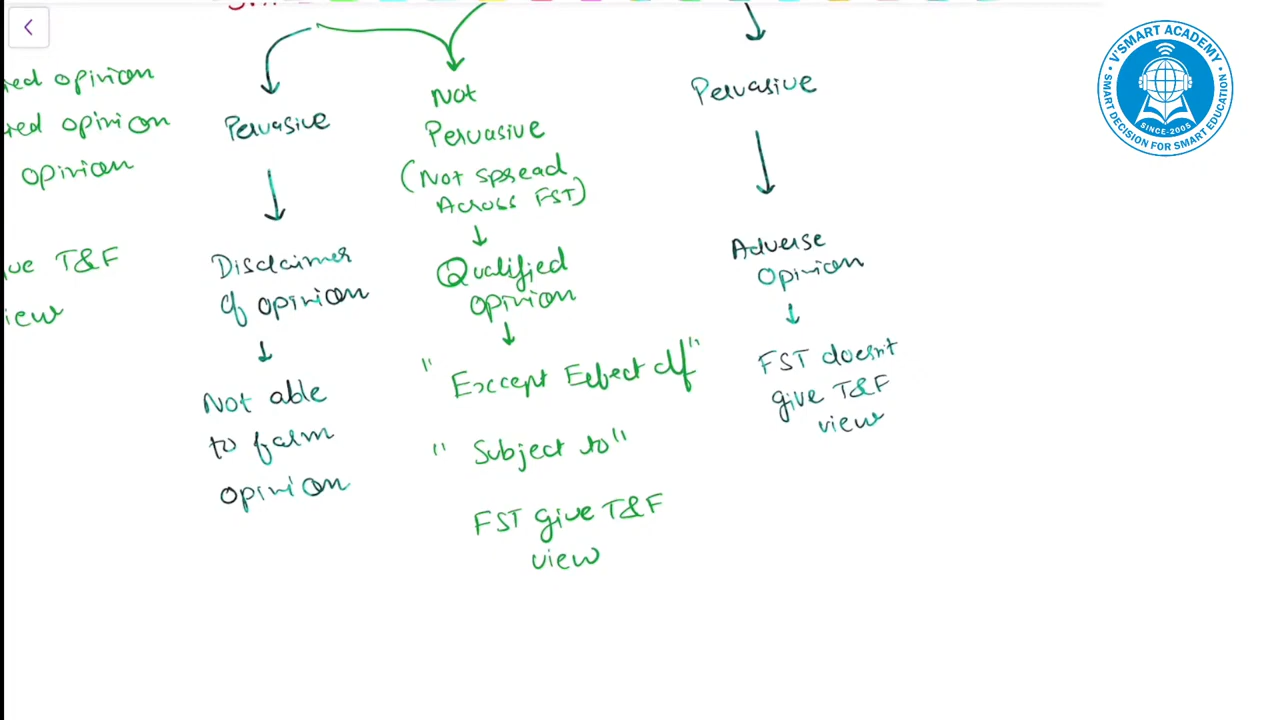 red opinion
red opinion
opinion
ue T&F
iew
Pervasive
Disclaimer
of opinion
Not able
to form
opinion
Not
Pervasive
(Not spread
Across FST)
Qualified
opinion
"Except Effect of"
"Subject to"
FST give T&F
view
Pervasive
Adverse
opinion
FST doesn't
give T&F
view
V'SMART ACADEMY
SINCE-2005
SMART DECISION FOR SMART EDUCATION